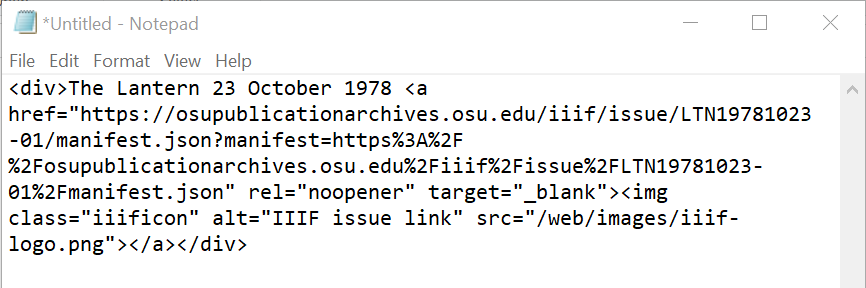 *Untitled - Notepad
File Edit Format View Help
<div>The Lantern 23 October 1978 <a
href="https://osupublicationarchives.osu.edu/iiif/issue/LTN19781023
-01/manifest.json?manifest=https%3A%2F
%2Fosupublicationarchives.osu.edu%2Fiiif%2Fissue%2FLTN19781023-
01%2Fmanifest.json" rel="noopener" target="_blank"><img
class="iiificon" alt="IIIF issue link" src="/web/images/iiif-
logo.png"></a></div>